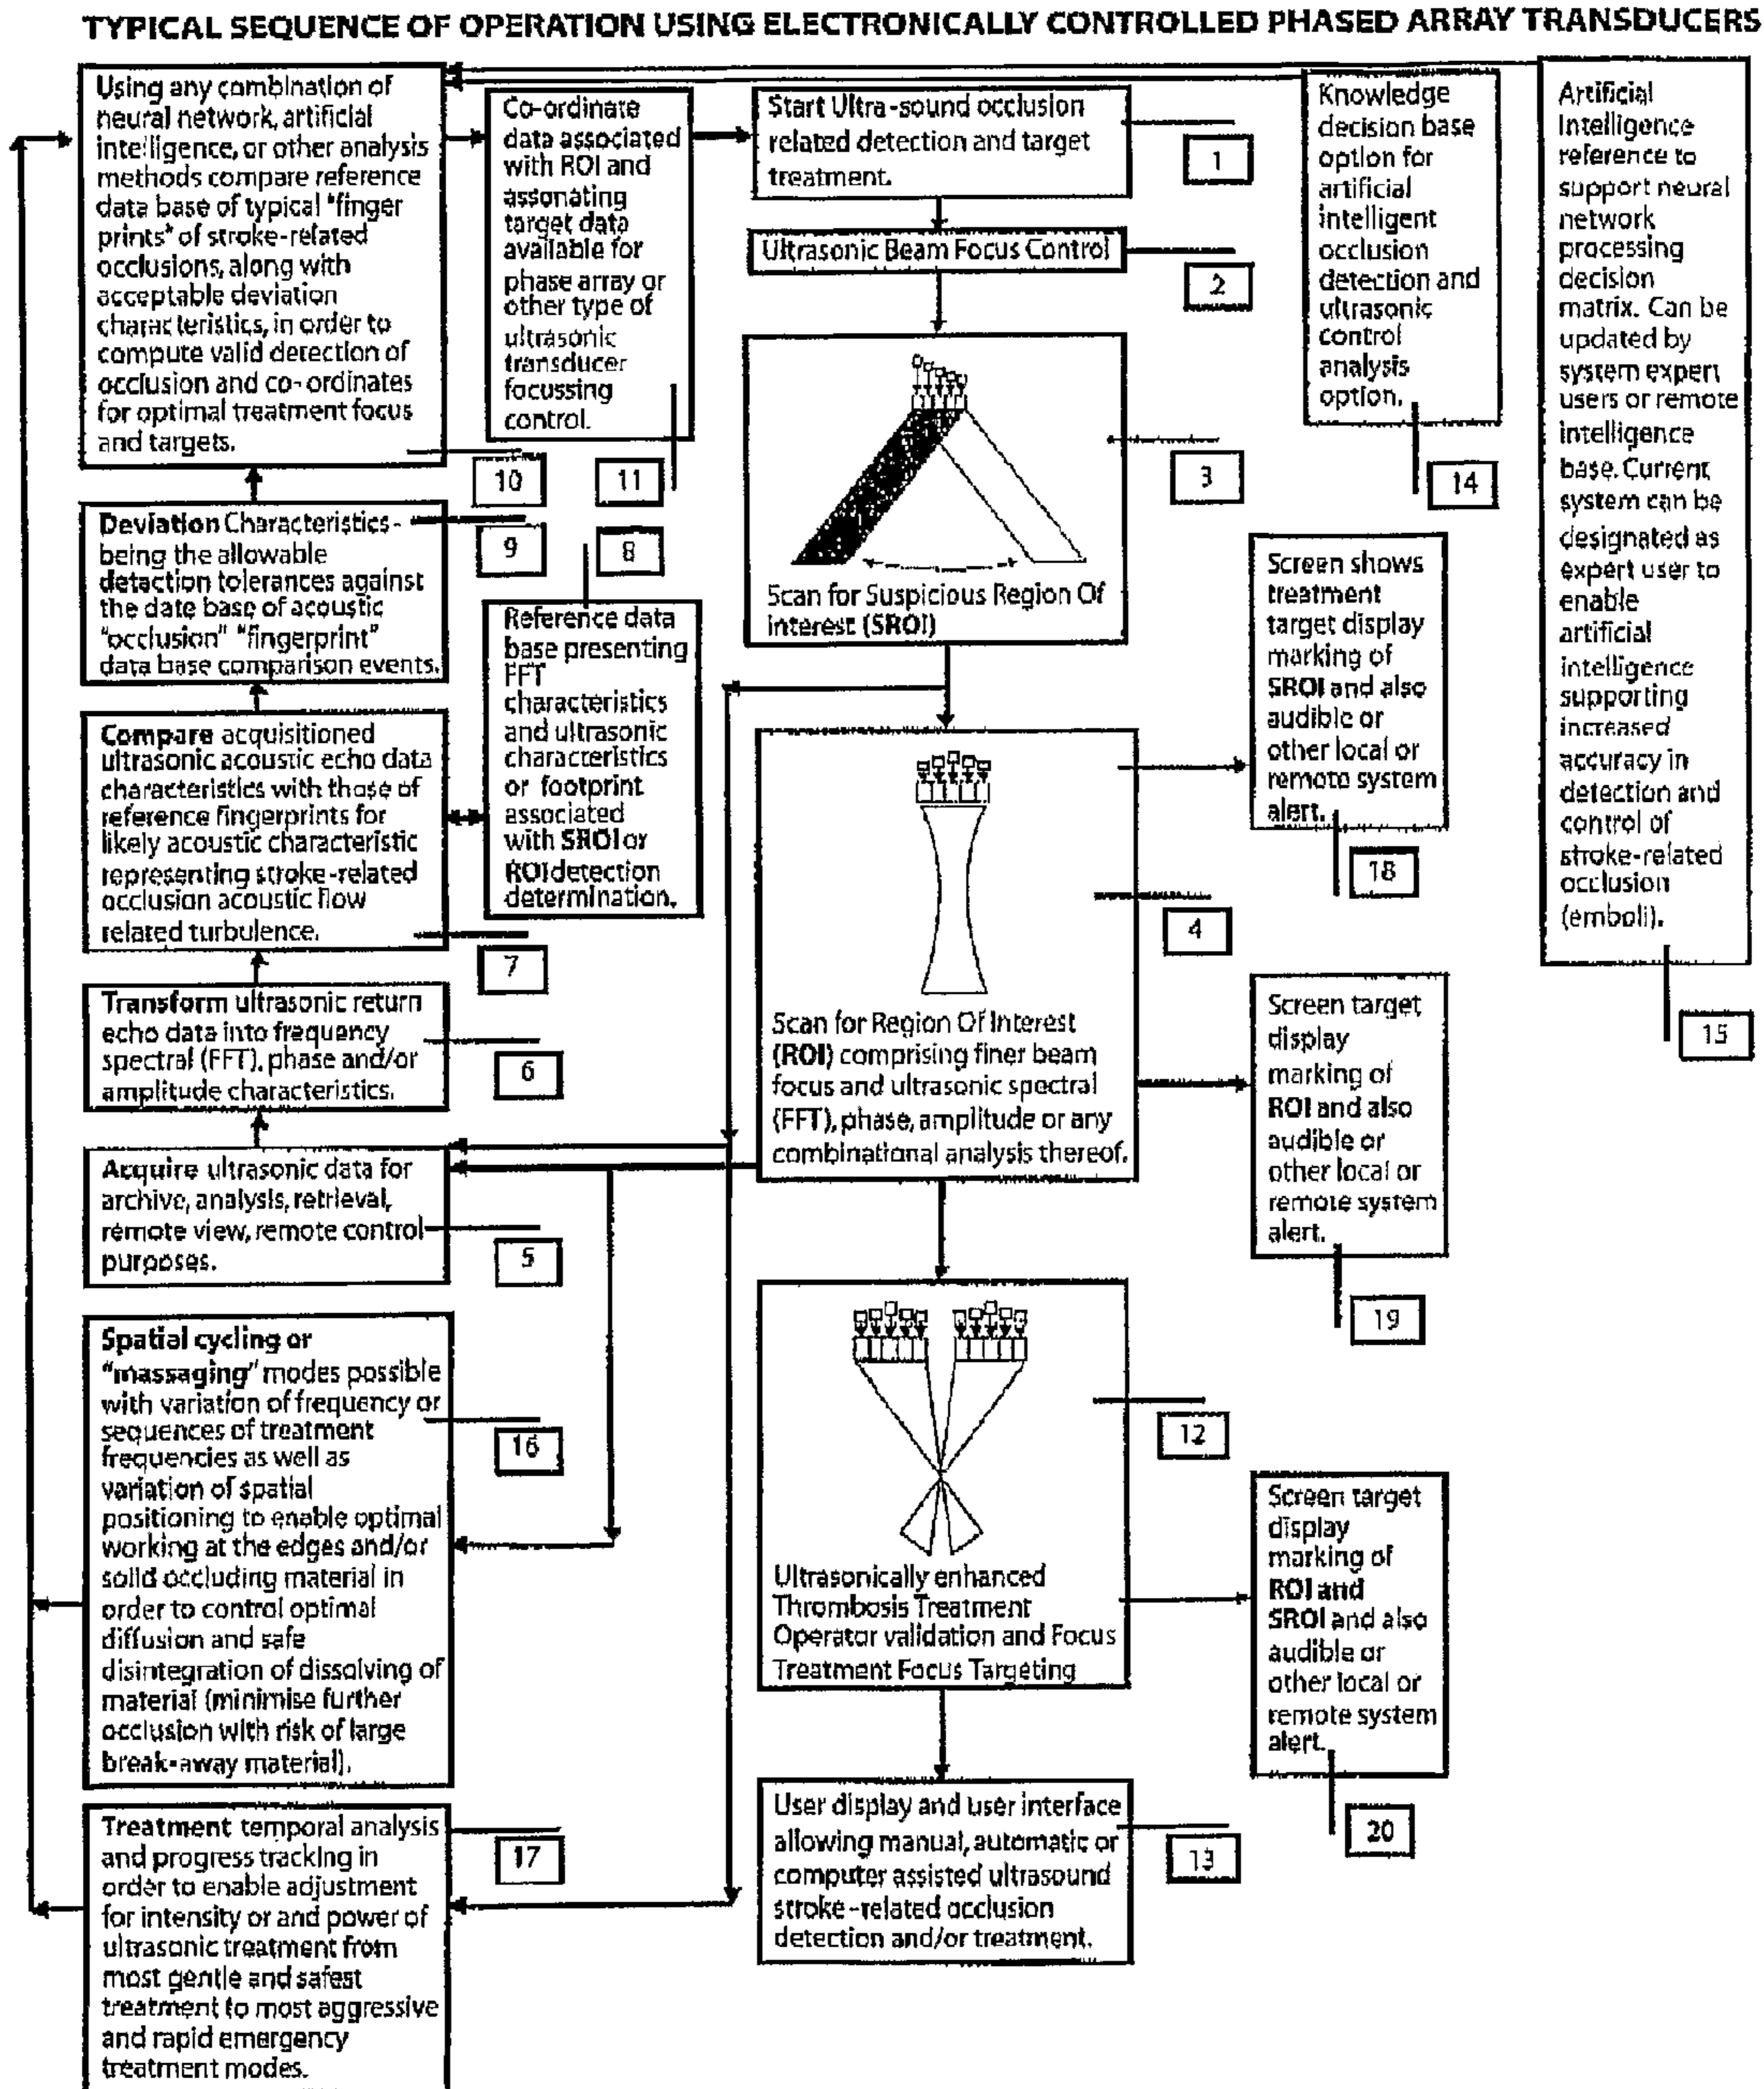 TYPICAL SEQUENCE OF OPERATION USING ELECTRONICALLY CONTROLLED PHASED ARRAY TRANSDUCERS
Using any combination of
neural network, artificial
intelligence, or other analysis
methods compare reference
data base of typical "finger
prints" of stroke-related
occlusions, along with
acceptable deviation
characteristics, in order to
compute valid detection of
occlusion and co-ordinates
for optimal treatment focus
and targets.
10
Co-ordinate
data associated
with ROI and
assonating
target data
available for
phase array or
other type of
ultrasonic
transducer
focussing
control.
11
Start Ultra-sound occlusion
related detection and target
treatment.
1
Ultrasonic Beam Focus Control
2
Scan for Suspicious Region Of
Interest (SROI)
3
Knowledge
decision base
option for
artificial
intelligent
occlusion
detection and
ultrasonic
control
analysis
option.
14
Artificial
Intelligence
reference to
support neural
network
processing
decision
matrix. Can be
updated by
system expert
users or remote
intelligence
base. Current
system can be
designated as
expert user to
enable
artificial
intelligence
supporting
increased
accuracy in
detection and
control of
stroke-related
occlusion
(emboli).
15
Deviation Characteristics-
being the allowable
detection tolerances against
the date base of acoustic
"occlusion" "fingerprint"
data base comparison events.
9
8
Reference data
base presenting
FFT
characteristics
and ultrasonic
characteristics
or footprint
associated
with SROI or
ROI detection
determination.
Compare acquisitioned
ultrasonic acoustic echo data
characteristics with those of
reference fingerprints for
likely acoustic characteristic
representing stroke-related
occlusion acoustic flow
related turbulence.
7
Transform ultrasonic return
echo data into frequency
spectral (FFT), phase and/or
amplitude characteristics.
6
Acquire ultrasonic data for
archive, analysis, retrieval,
remote view, remote control
purposes.
5
Scan for Region Of Interest
(ROI) comprising finer beam
focus and ultrasonic spectral
(FFT), phase, amplitude or any
combinational analysis thereof.
4
Screen shows
treatment
target display
marking of
SROI and also
audible or
other local or
remote system
alert.
18
Screen target
display
marking of
ROI and also
audible or
other local or
remote system
alert.
19
Spatial cycling or
"massaging" modes possible
with variation of frequency or
sequences of treatment
frequencies as well as
variation of spatial
positioning to enable optimal
working at the edges and/or
solid occluding material in
order to control optimal
diffusion and safe
disintegration of dissolving of
material (minimise further
occlusion with risk of large
break-away material).
16
Ultrasonically enhanced
Thrombosis Treatment
Operator validation and Focus
Treatment Focus Targeting
12
Screen target
display
marking of
ROI and
SROI and also
audible or
other local or
remote system
alert.
20
Treatment temporal analysis
and progress tracking in
order to enable adjustment
for intensity or and power of
ultrasonic treatment from
most gentle and safest
treatment to most aggressive
and rapid emergency
treatment modes.
17
User display and user interface
allowing manual, automatic or
computer assisted ultrasound
stroke-related occlusion
detection and/or treatment.
13